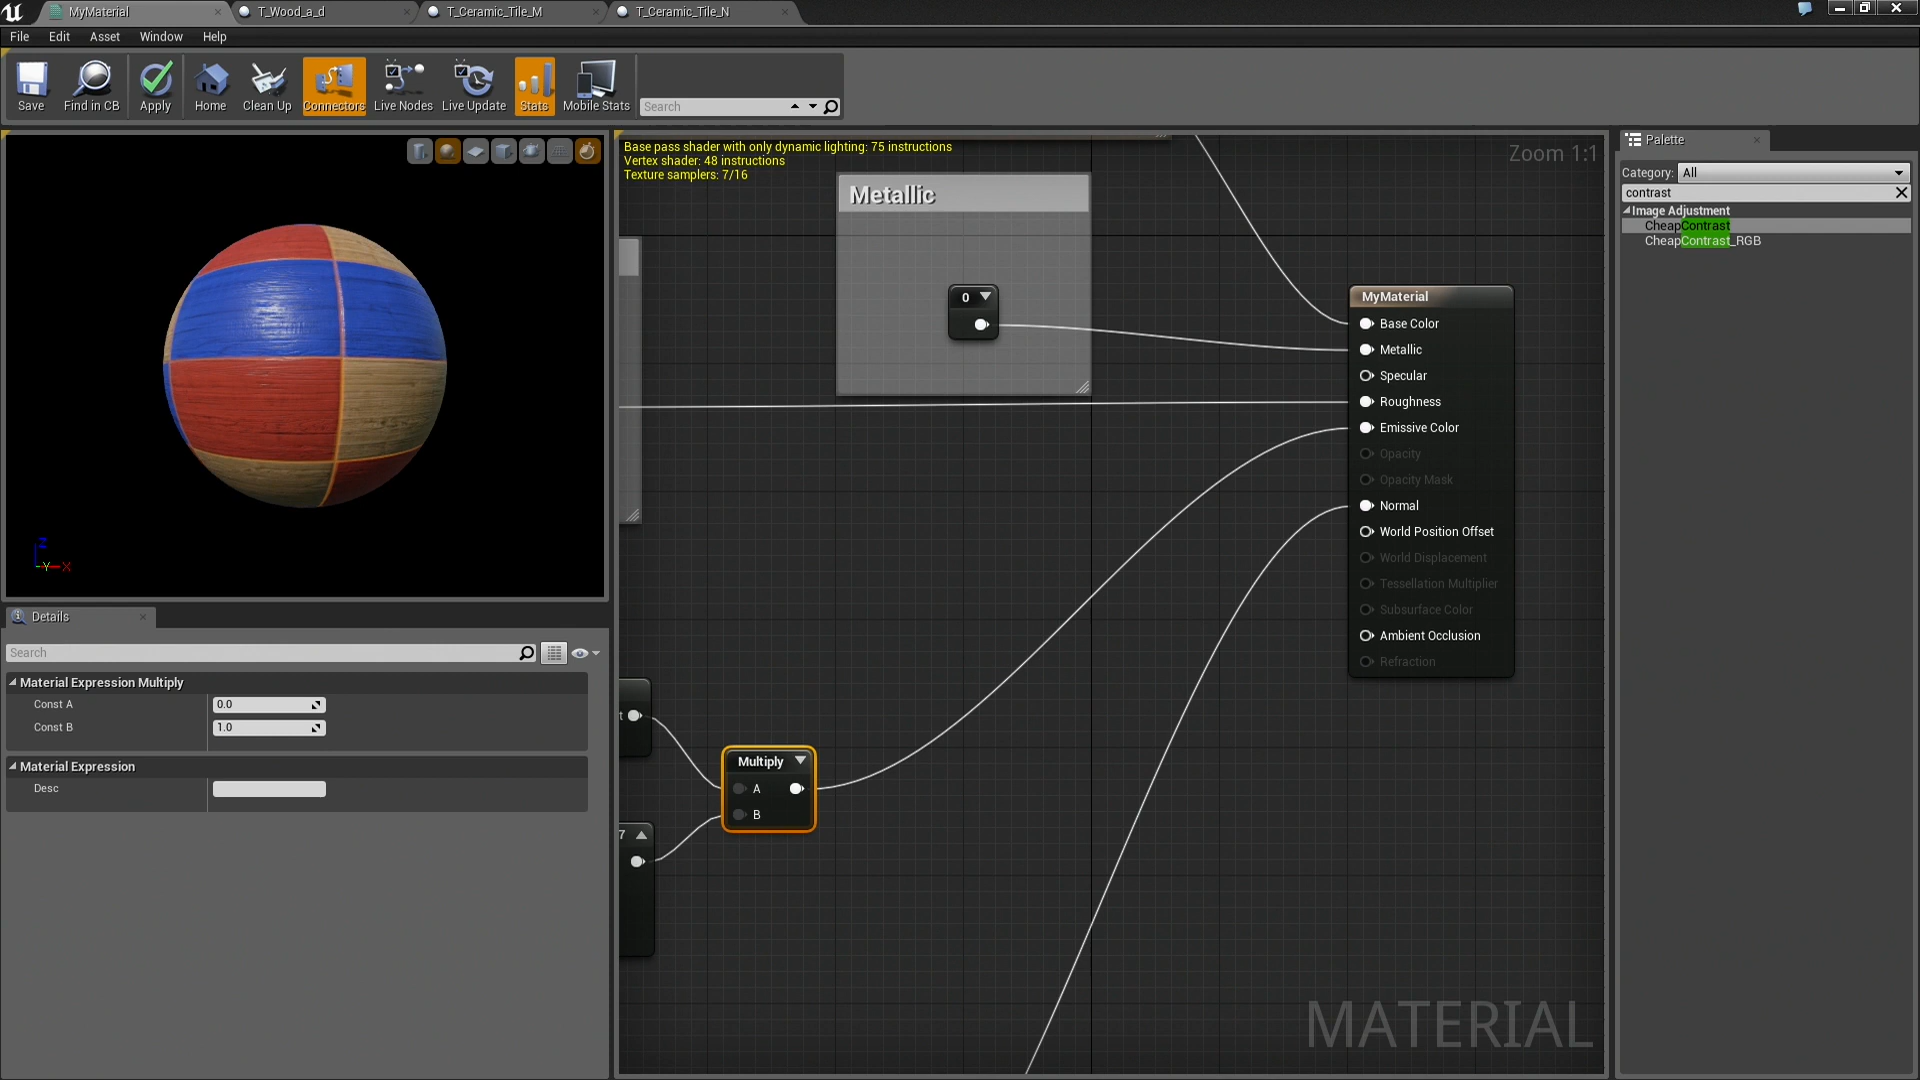 MyMaterial
T_Wood_a_d
T_Ceramic_Tile_M
T_Ceramic_Tile_N
File Edit Asset Window Help
Save
Find in CB
Apply
Home
Clean Up
Connectors
Live Nodes
Live Update
Stats
Mobile Stats
Search
Base pass shader with only dynamic lighting: 75 instructions
Vertex shader: 48 instructions
Texture samplers: 7/16
Zoom 1:1
Palette
Category: All
contrast
Image Adjustment
CheapContrast
CheapContrast_RGB
Metallic
0
MyMaterial
Base Color
Metallic
Specular
Roughness
Emissive Color
Opacity
Opacity Mask
Normal
World Position Offset
World Displacement
Tessellation Multiplier
Subsurface Color
Ambient Occlusion
Refraction
Z
Y X
Details
Search
Material Expression Multiply
Const A 0.0
Const B 1.0
Material Expression
Desc
t
7
Multiply
A
B
MATERIAL